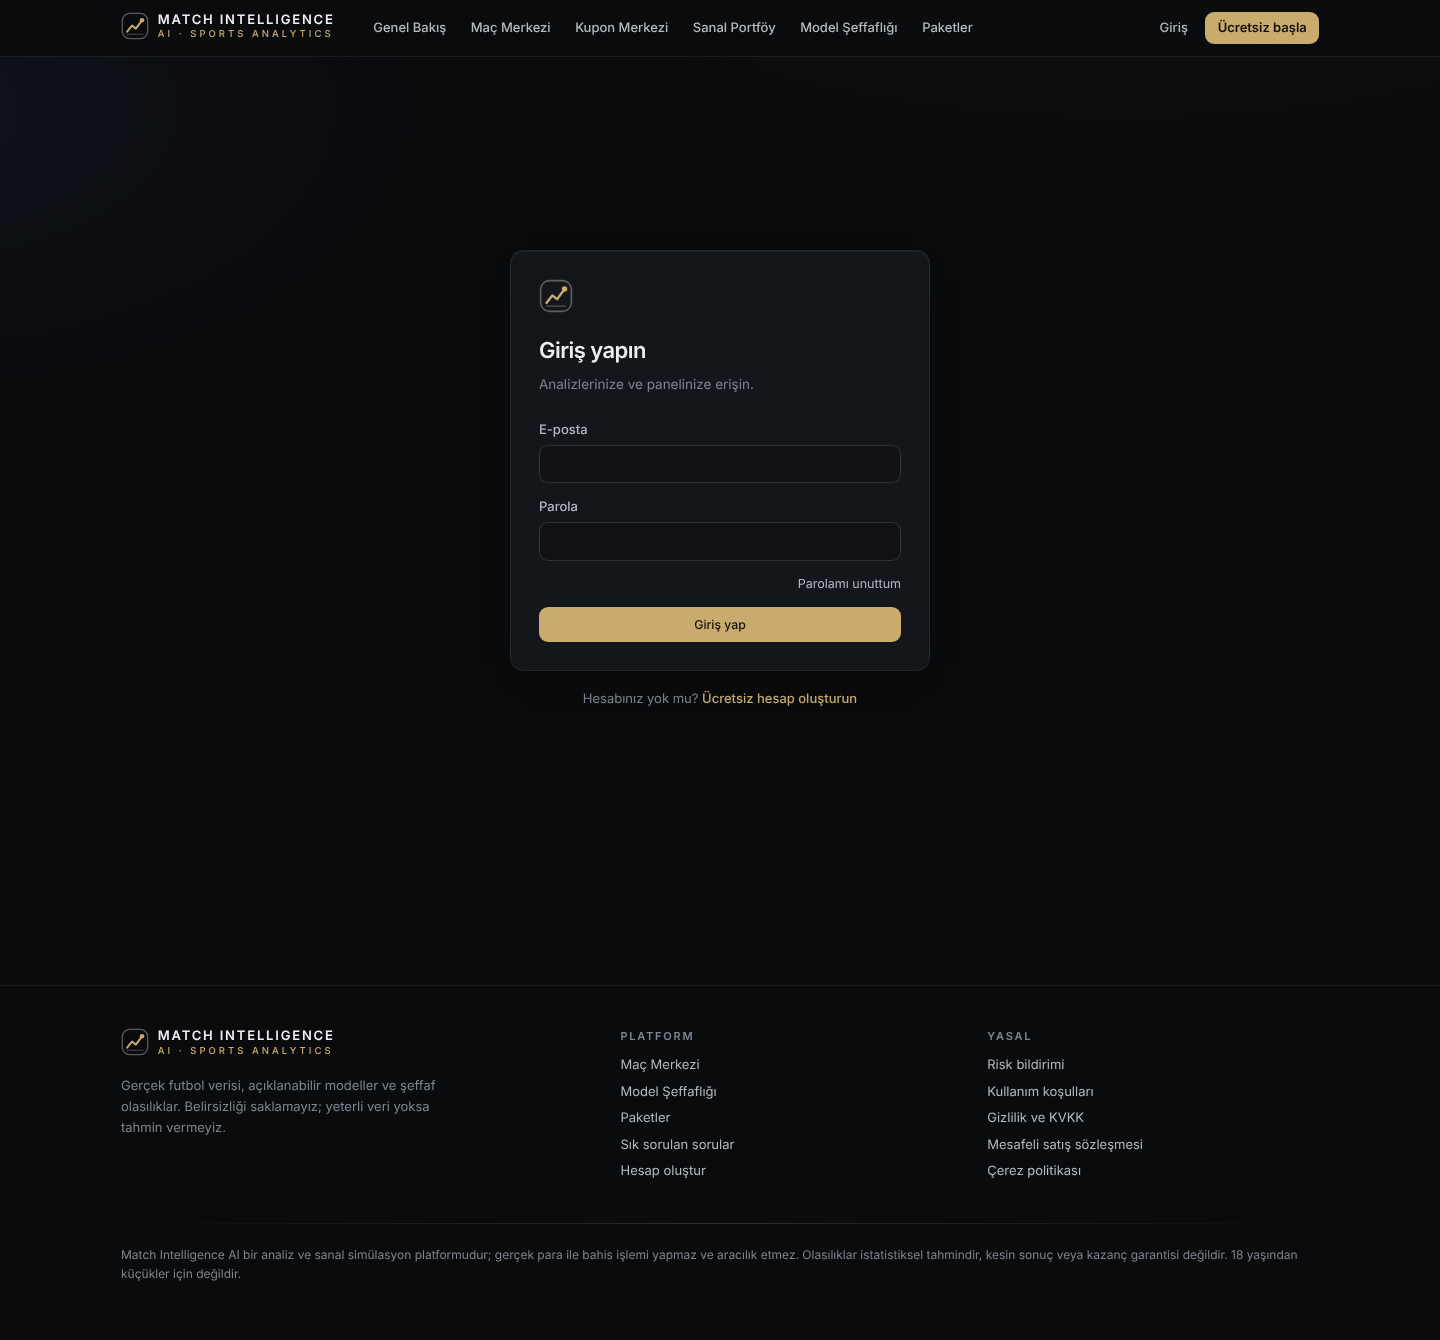 MATCH INTELLIGENCE
AI · SPORTS ANALYTICS
Genel Bakış
Maç Merkezi
Kupon Merkezi
Sanal Portföy
Model Şeffaflığı
Paketler
Giriş
Ücretsiz başla
Giriş yapın
Analizlerinize ve panelinize erişin.
E-posta
Parola
Parolamı unuttum
Giriş yap
Hesabınız yok mu? Ücretsiz hesap oluşturun
MATCH INTELLIGENCE
AI · SPORTS ANALYTICS
Gerçek futbol verisi, açıklanabilir modeller ve şeffaf
olasılıklar. Belirsizliği saklamayız; yeterli veri yoksa
tahmin vermeyiz.
PLATFORM
Maç Merkezi
Model Şeffaflığı
Paketler
Sık sorulan sorular
Hesap oluştur
YASAL
Risk bildirimi
Kullanım koşulları
Gizlilik ve KVKK
Mesafeli satış sözleşmesi
Çerez politikası
Match Intelligence AI bir analiz ve sanal simülasyon platformudur; gerçek para ile bahis işlemi yapmaz ve aracılık etmez. Olasılıklar istatistiksel tahmindir, kesin sonuç veya kazanç garantisi değildir. 18 yaşından
küçükler için değildir.